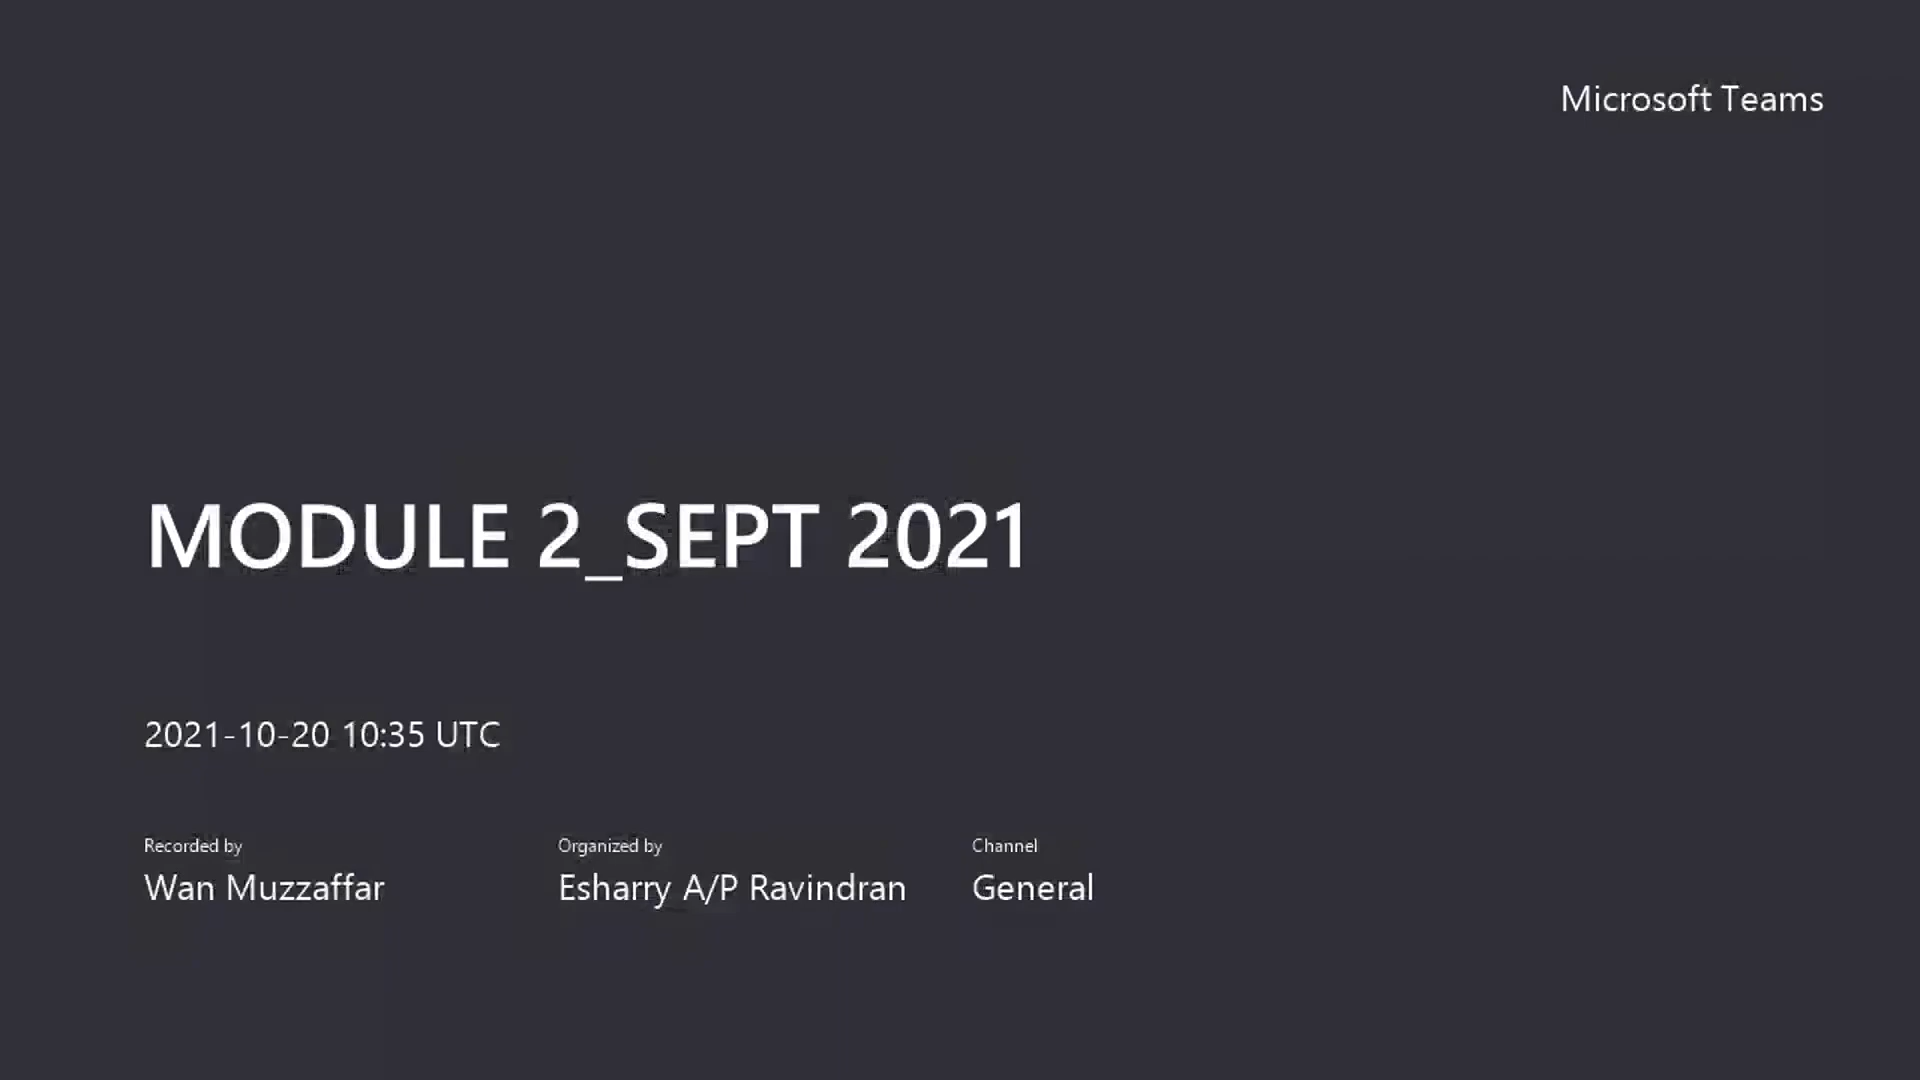 Microsoft Teams
MODULE 2_SEPT 2021
2021-10-20 10:35 UTC
Recorded by
Wan Muzzaffar
Organized by
Esharry A/P Ravindran
Channel
General